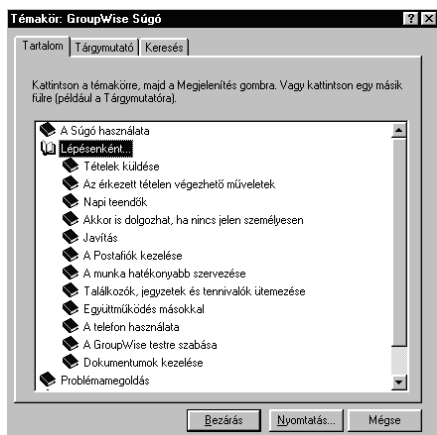 Témakör: GroupWise Súgó
Tartalom Tárgymutató Keresés
Kattintson a témakörre, majd a Megjelenítés gombra. Vagy kattintson egy másik
fülre (például a Tárgymutatóra).
A Súgó használata
Lépésenként...
Tételek küldése
Az érkezett tételen végezhető műveletek
Napi teendők
Akkor is dolgozhat, ha nincs jelen személyesen
Javítás
A Postafiók kezelése
A munka hatékonyabb szervezése
Találkozók, jegyzetek és tennivalók ütemezése
Együttműködés másokkal
A telefon használata
A GroupWise testre szabása
Dokumentumok kezelése
Problémamegoldás
Bezárás Nyomtatás... Mégse